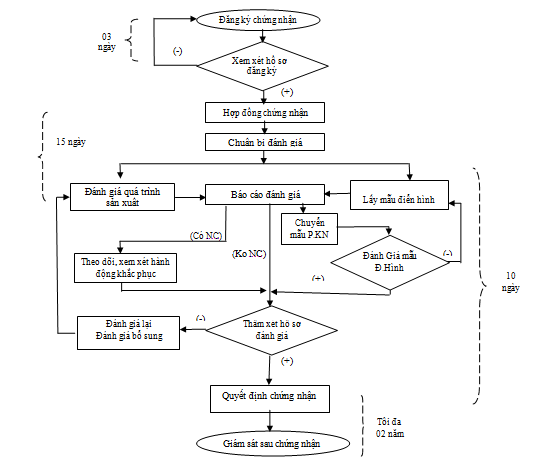 Đăng ký chứng nhận
03
ngày
(-)
Xem xét hồ sơ
đăng ký
(+)
Hợp đồng chứng nhận
15 ngày
Chuẩn bị đánh giá
Đánh giá quá trình
sản xuất
Báo cáo đánh giá
Lấy mẫu điển hình
Chuyển
mẫu P.KN
(Có NC)
(Ko NC)
Theo dõi, xem xét hành
động khắc phục
Đánh Giá mẫu
Đ.Hình
(-)
(+)
10
ngày
Đánh giá lại
Đánh giá bổ sung
(-)
Thẩm xét hồ sơ
đánh giá
(+)
Quyết định chứng nhận
Tối đa
02 năm
Giám sát sau chứng nhận